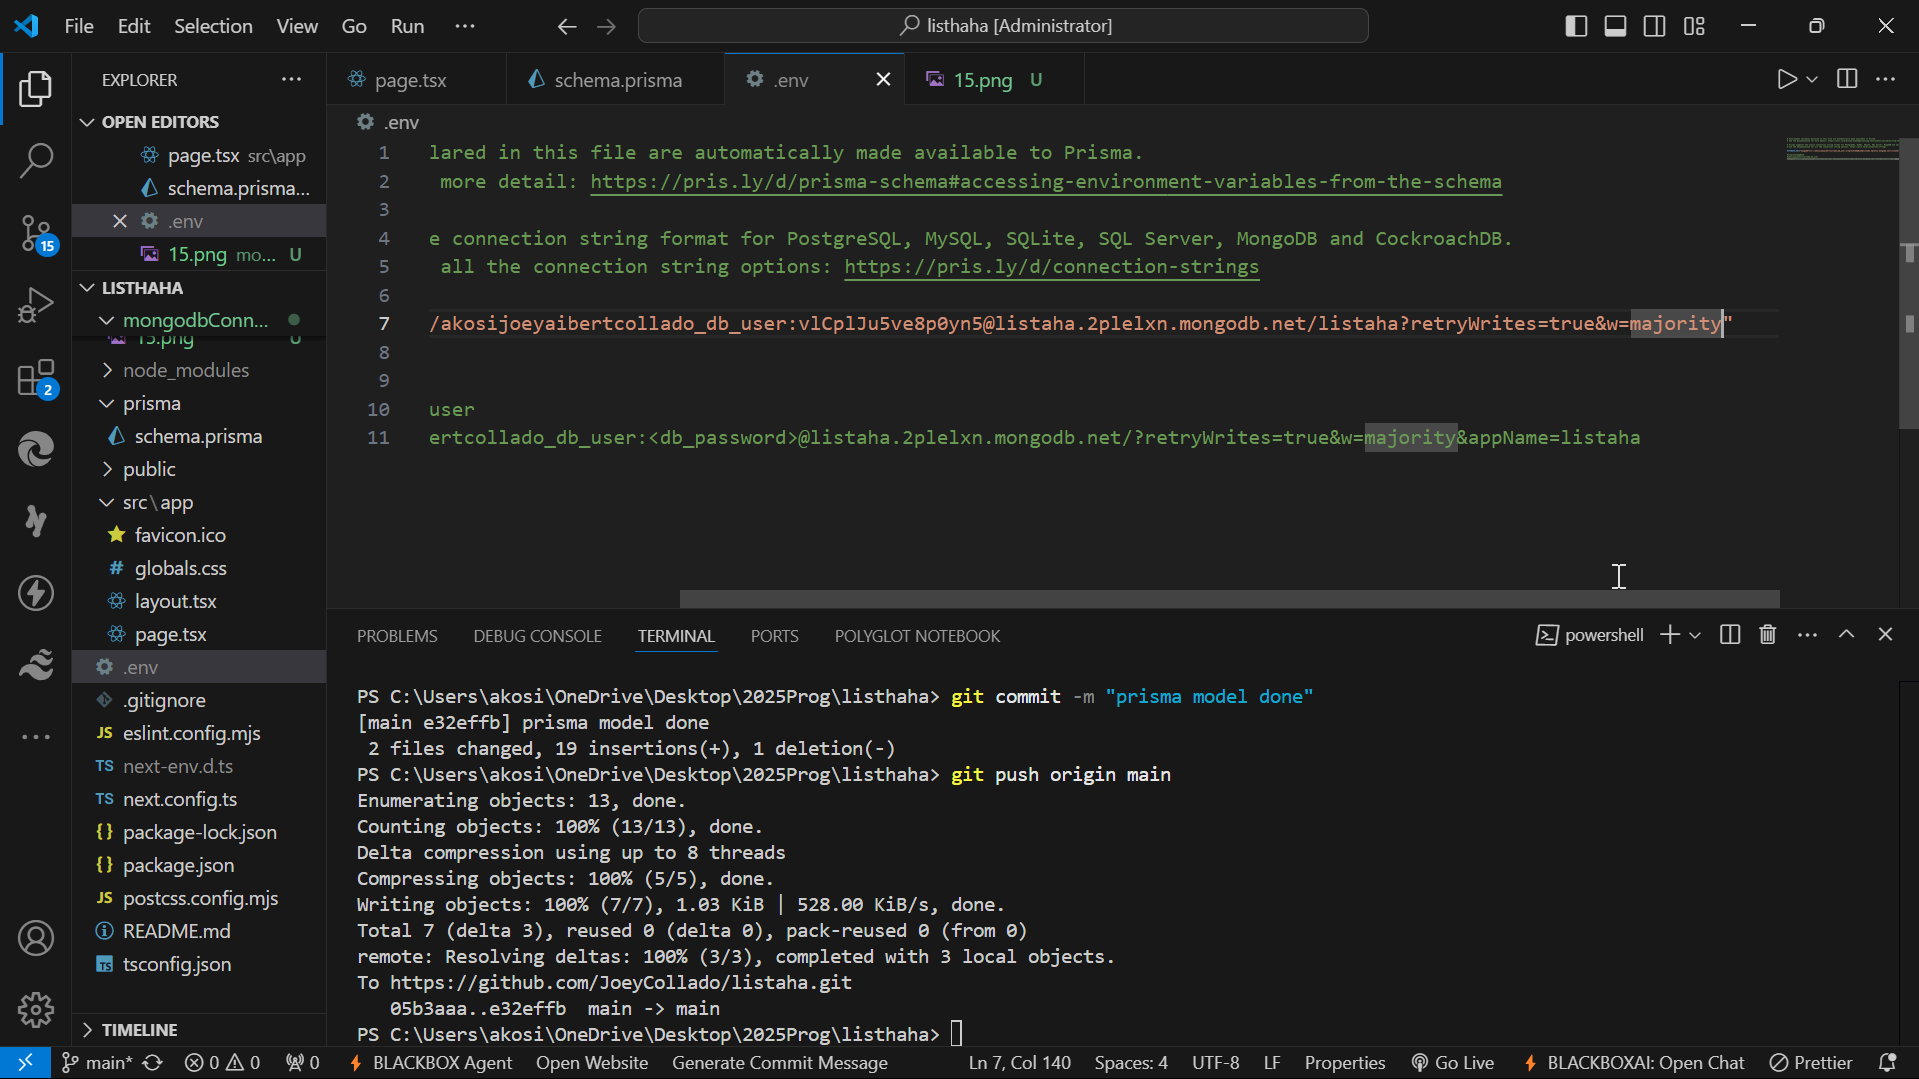 File Edit Selection View Go Run ···
listhaha [Administrator]
EXPLORER ···
OPEN EDITORS
page.tsx src\app
schema.prisma...
.env
15.png mo... U
LISTHAHA
mongodbConn...
15.png U
node_modules
prisma
schema.prisma
public
src\app
favicon.ico
# globals.css
layout.tsx
page.tsx
.env
.gitignore
JS eslint.config.mjs
TS next-env.d.ts
TS next.config.ts
{} package-lock.json
{} package.json
JS postcss.config.mjs
README.md
TS tsconfig.json
TIMELINE
15
2
page.tsx
schema.prisma
.env
15.png U
.env
1 lared in this file are automatically made available to Prisma.
2 more detail: https://pris.ly/d/prisma-schema#accessing-environment-variables-from-the-schema
3
4 e connection string format for PostgreSQL, MySQL, SQLite, SQL Server, MongoDB and CockroachDB.
5 all the connection string options: https://pris.ly/d/connection-strings
6
7 /akosijoeyaibertcollado_db_user:vlCplJu5ve8p0yn5@listaha.2plelxn.mongodb.net/listaha?retryWrites=true&w=majority"
8
9
10 user
11 ertcollado_db_user:<db_password>@listaha.2plelxn.mongodb.net/?retryWrites=true&w=majority&appName=listaha
PROBLEMS DEBUG CONSOLE TERMINAL PORTS POLYGLOT NOTEBOOK
powershell
PS C:\Users\akosi\OneDrive\Desktop\2025Prog\listhaha> git commit -m "prisma model done"
[main e32effb] prisma model done
2 files changed, 19 insertions(+), 1 deletion(-)
PS C:\Users\akosi\OneDrive\Desktop\2025Prog\listhaha> git push origin main
Enumerating objects: 13, done.
Counting objects: 100% (13/13), done.
Delta compression using up to 8 threads
Compressing objects: 100% (5/5), done.
Writing objects: 100% (7/7), 1.03 KiB | 528.00 KiB/s, done.
Total 7 (delta 3), reused 0 (delta 0), pack-reused 0 (from 0)
remote: Resolving deltas: 100% (3/3), completed with 3 local objects.
To https://github.com/JoeyCollado/listaha.git
05b3aaa..e32effb main -> main
PS C:\Users\akosi\OneDrive\Desktop\2025Prog\listhaha>
main* 0 0 0 BLACKBOX Agent Open Website Generate Commit Message Ln 7, Col 140 Spaces: 4 UTF-8 LF Properties Go Live BLACKBOXAI: Open Chat Prettier